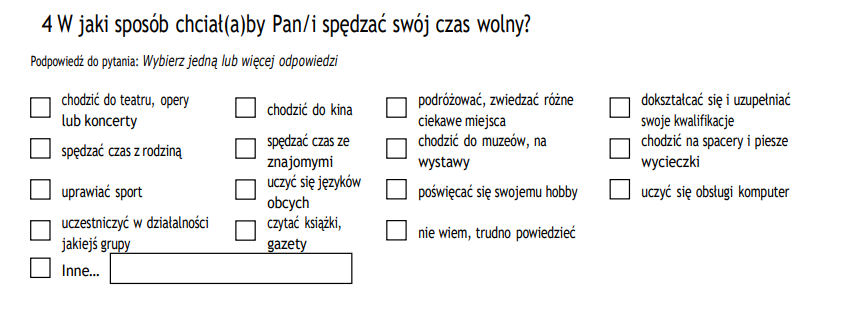 4 W jaki sposób chciał(a)by Pan/i spędzać swój czas wolny?
Podpowiedź do pytania: Wybierz jedną lub więcej odpowiedzi
chodzić do teatru, opery
lub koncerty
chodzić do kina
podróżować, zwiedzać różne
ciekawe miejsca
dokształcać się i uzupełniać
swoje kwalifikacje
spędzać czas z rodziną
spędzać czas ze
znajomymi
chodzić do muzeów, na
wystawy
chodzić na spacery i piesze
wycieczki
uprawiać sport
uczyć się języków
obcych
poświęcać się swojemu hobby
uczyć się obsługi komputer
uczestniczyć w działalności
jakiejś grupy
czytać książki,
gazety
nie wiem, trudno powiedzieć
Inne...